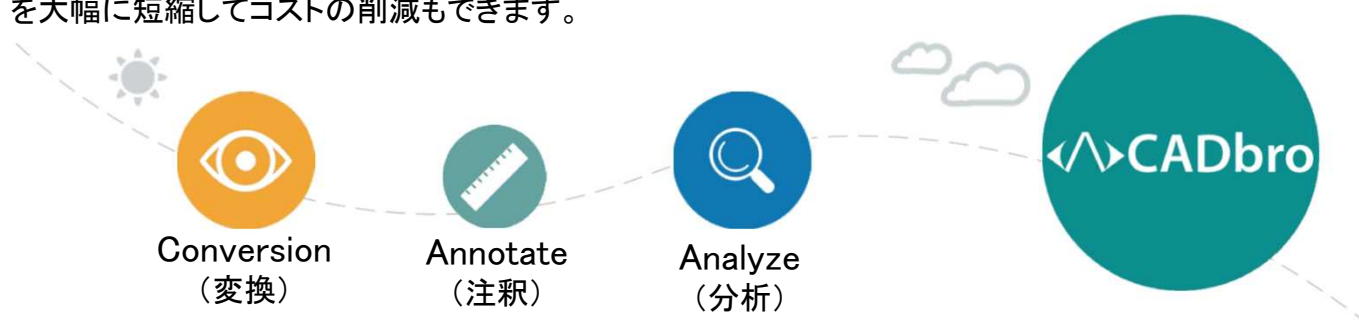 を大幅に短縮してコストの削減もできます。
CADbro
Conversion
（変換）
Annotate
（注釈）
Analyze
（分析）